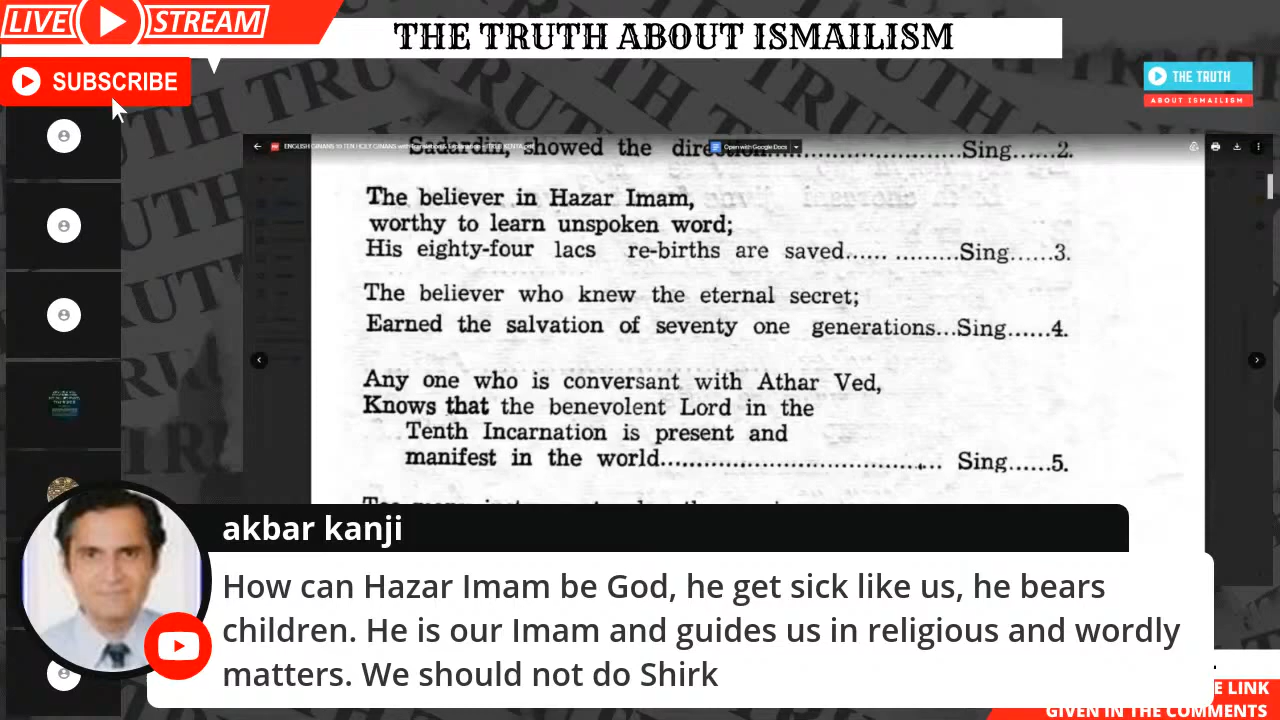 LIVE STREAM
THE TRUTH ABOUT ISMAILISM
SUBSCRIBE
THE TRUTH
ABOUT ISMAILISM
Open with Google Docs
Sadardin, showed the direction Sing......2.
The believer in Hazar Imam,
worthy to learn unspoken word;
His eighty-four lacs re-births are saved...... .........Sing......3.
The believer who knew the eternal secret;
Earned the salvation of seventy one generations...Sing......4.
Any one who is conversant with Athar Ved,
Knows that the benevolent Lord in the
Tenth Incarnation is present and
manifest in the world.......................................... Sing......5.
akbar kanji
How can Hazar Imam be God, he get sick like us, he bears
children. He is our Imam and guides us in religious and wordly
matters. We should not do Shirk
E LINK
GIVEN IN THE COMMENTS